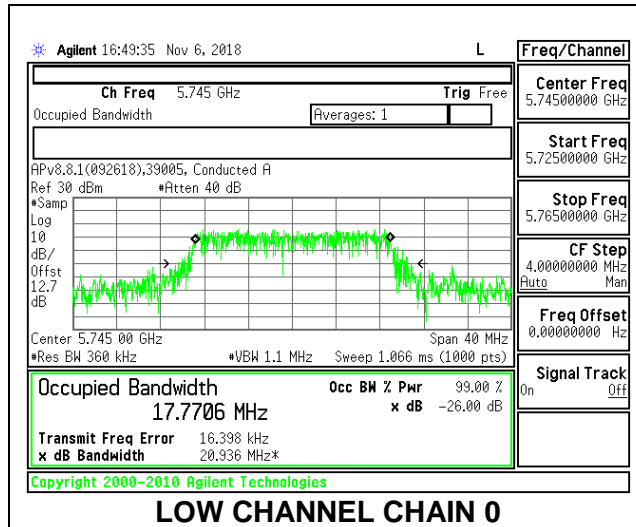 Agilent 16:49:35 Nov 6, 2018 L
Freq/Channel
Ch Freq 5.745 GHz Trig Free
Occupied Bandwidth Averages: 1
Center Freq
5.74500000 GHz
Start Freq
5.72500000 GHz
Stop Freq
5.76500000 GHz
CF Step
4.00000000 MHz
Auto Man
Freq Offset
0.00000000 Hz
Signal Track
On Off
APv8.8.1(092618),39005, Conducted A
Ref 30 dBm #Atten 40 dB
#Samp
Log
10
dB/
Offst
12.7
dB
Center 5.745 00 GHz Span 40 MHz
#Res BW 360 kHz #VBW 1.1 MHz Sweep 1.066 ms (1000 pts)
Occupied Bandwidth Occ BW % Pwr 99.00 %
17.7706 MHz x dB -26.00 dB
Transmit Freq Error 16.398 kHz
x dB Bandwidth 20.936 MHz*
Copyright 2000-2010 Agilent Technologies
LOW CHANNEL CHAIN 0